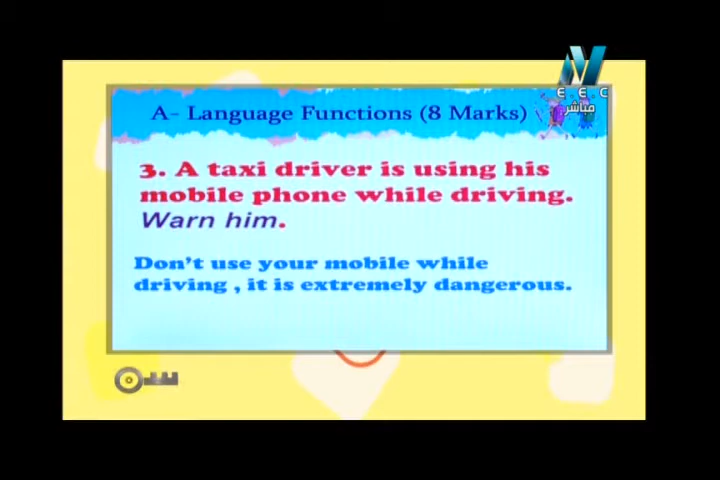 E . E . C
مباشر
A- Language Functions (8 Marks)
3. A taxi driver is using his
mobile phone while driving.
Warn him.
Don't use your mobile while
driving , it is extremely dangerous.